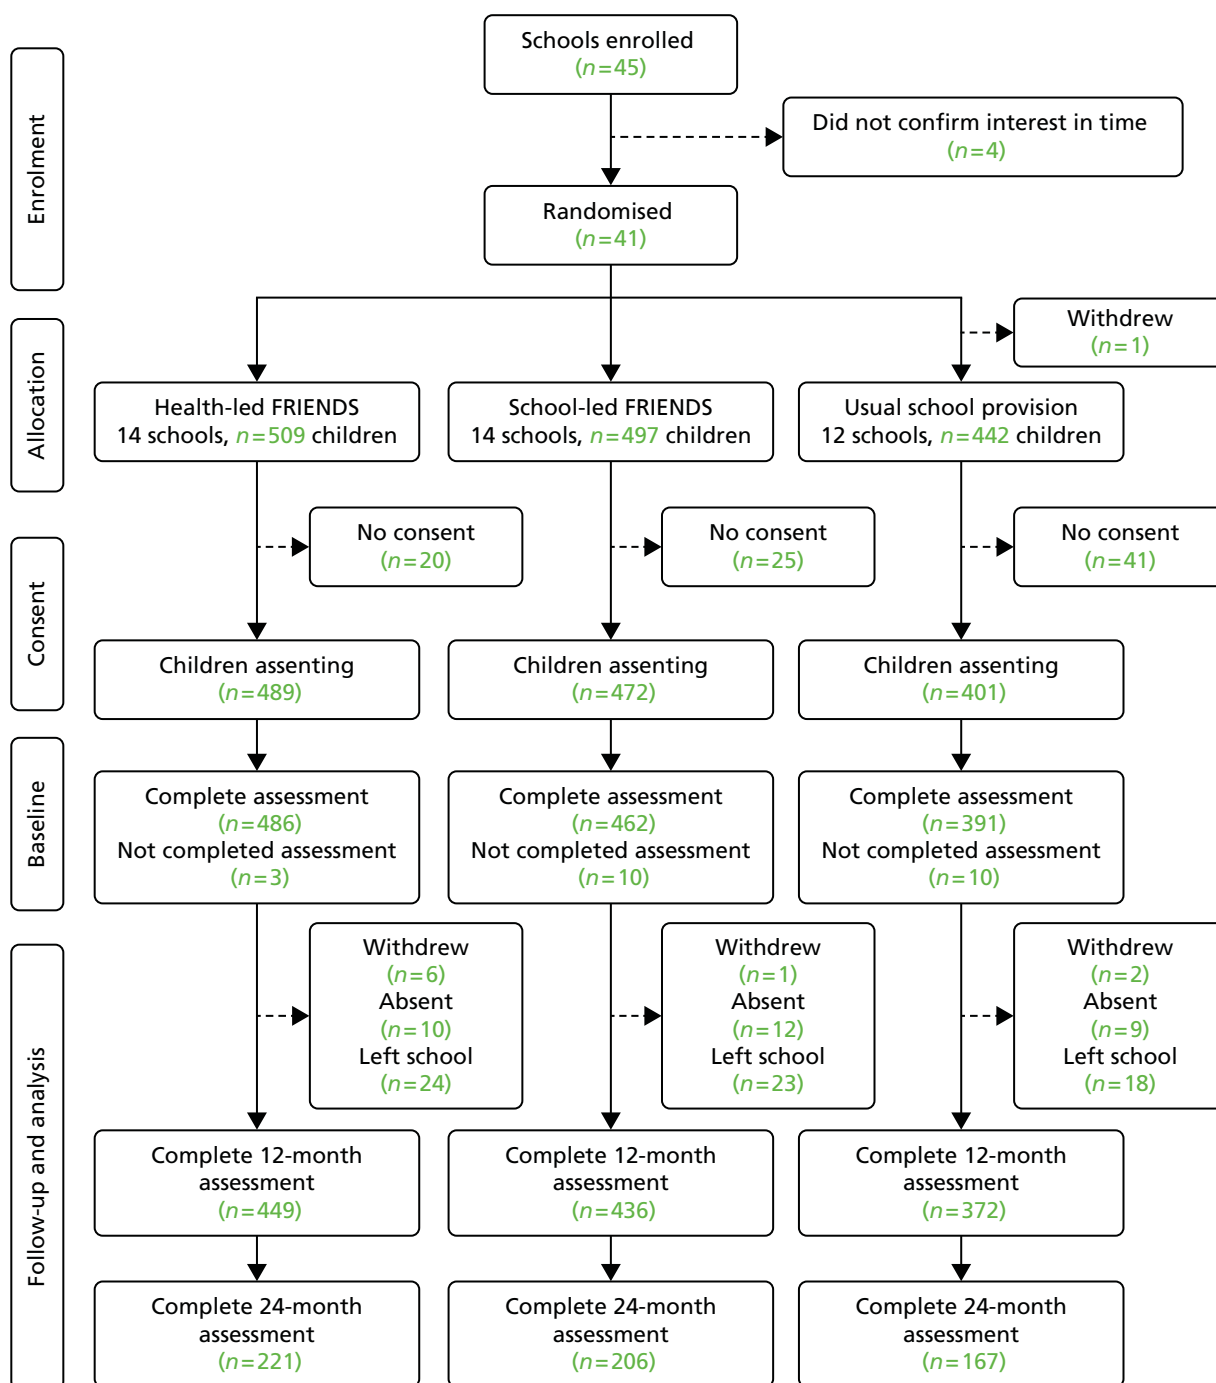 Enrolment
Schools enrolled
(n=45)
Did not confirm interest in time
(n=4)
Randomised
(n=41)
Allocation
Withdrew
(n=1)
Health-led FRIENDS
14 schools, n=509 children
School-led FRIENDS
14 schools, n=497 children
Usual school provision
12 schools, n=442 children
Consent
No consent
(n=20)
No consent
(n=25)
No consent
(n=41)
Children assenting
(n=489)
Children assenting
(n=472)
Children assenting
(n=401)
Baseline
Complete assessment
(n=486)
Not completed assessment
(n=3)
Complete assessment
(n=462)
Not completed assessment
(n=10)
Complete assessment
(n=391)
Not completed assessment
(n=10)
Follow-up and analysis
Withdrew
(n=6)
Absent
(n=10)
Left school
(n=24)
Withdrew
(n=1)
Absent
(n=12)
Left school
(n=23)
Withdrew
(n=2)
Absent
(n=9)
Left school
(n=18)
Complete 12-month
assessment
(n=449)
Complete 12-month
assessment
(n=436)
Complete 12-month
assessment
(n=372)
Complete 24-month
assessment
(n=221)
Complete 24-month
assessment
(n=206)
Complete 24-month
assessment
(n=167)